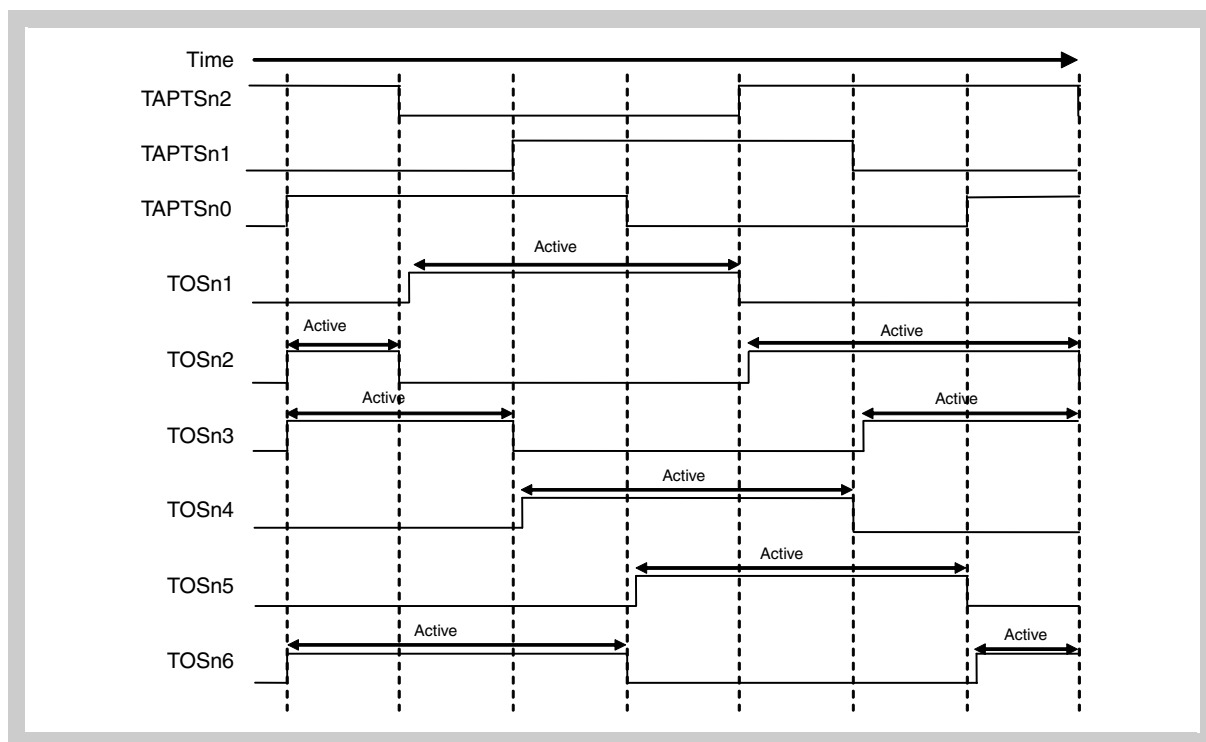 Time
TAPTSn2
TAPTSn1
TAPTSn0
Active
TOSn1
Active
Active
TOSn2
Active
Active
TOSn3
Active
TOSn4
Active
TOSn5
Active
Active
TOSn6